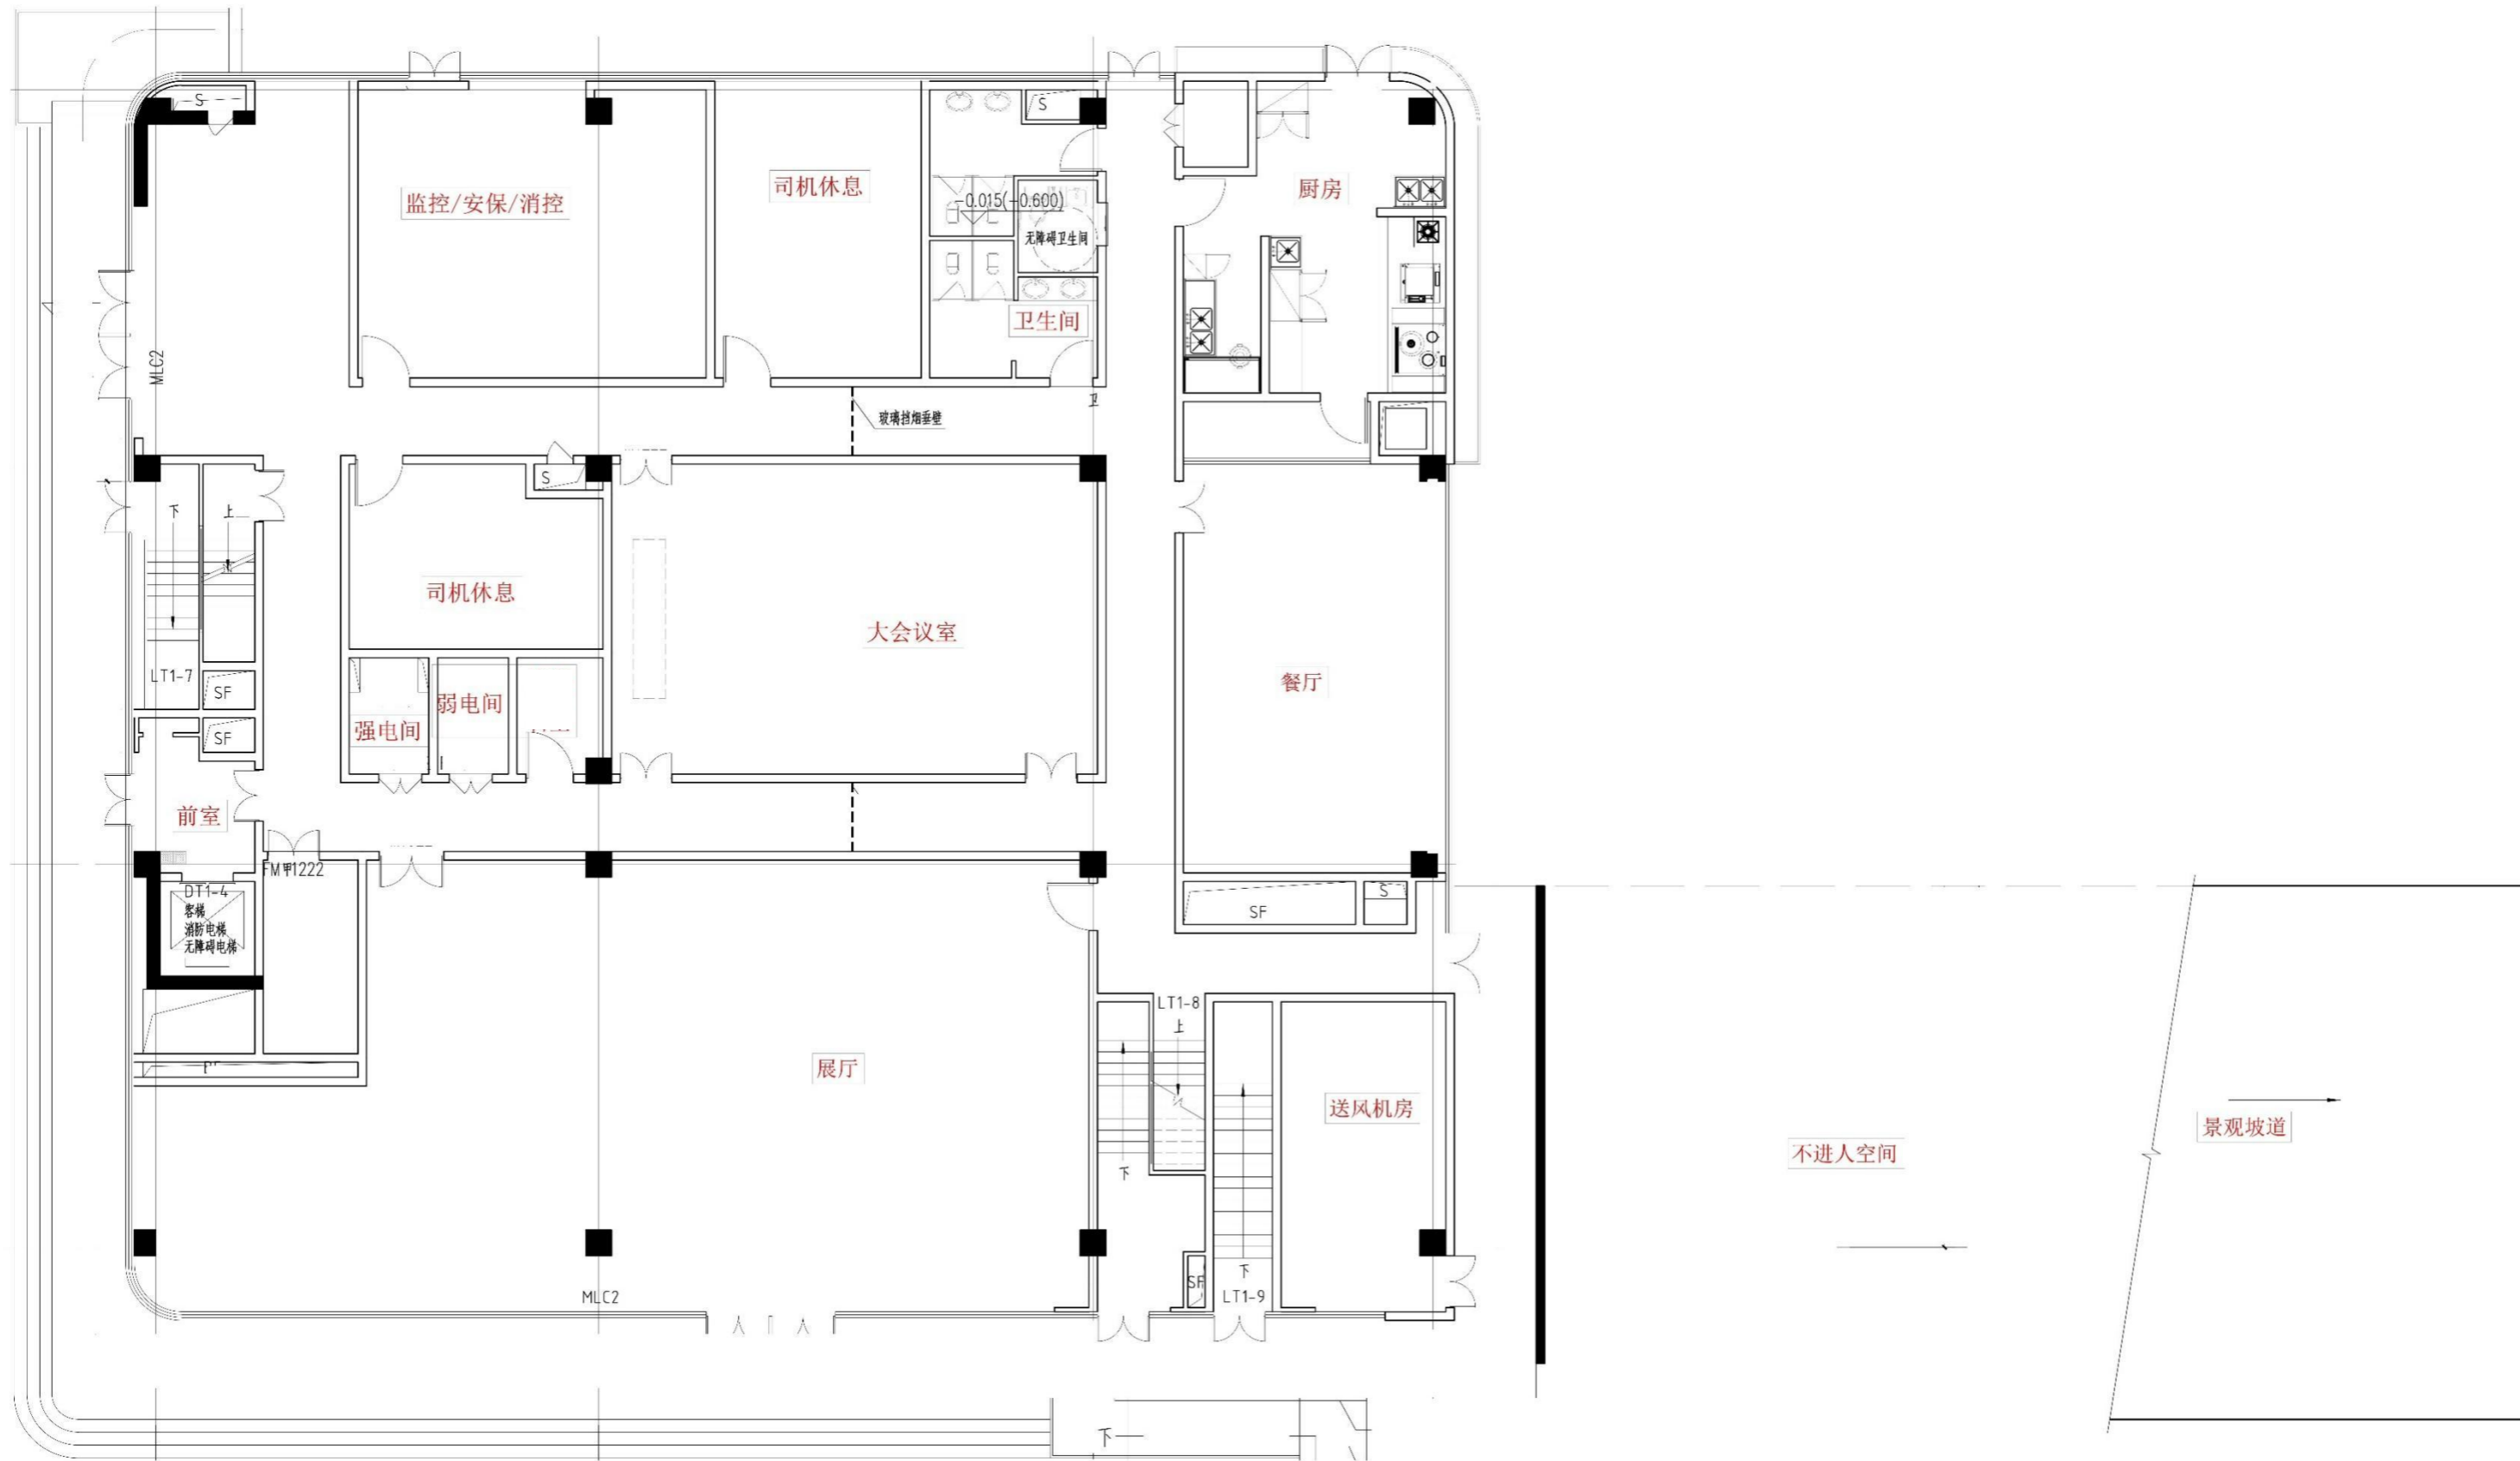 S
监控/安保/消控
司机休息
S
-0.015(-0.600)
无障碍卫生间
卫生间
厨房
MLC2
卫
玻璃挡烟垂壁
S
下
上
司机休息
大会议室
LT1-7
SF
SF
强电间
弱电间
餐厅
前室
FM甲1222
DT1-4
客梯
消防电梯
无障碍电梯
SF
S
LT1-8
上
下
展厅
送风机房
不进人空间
景观坡道
SF
下
LT1-9
MLC2
下